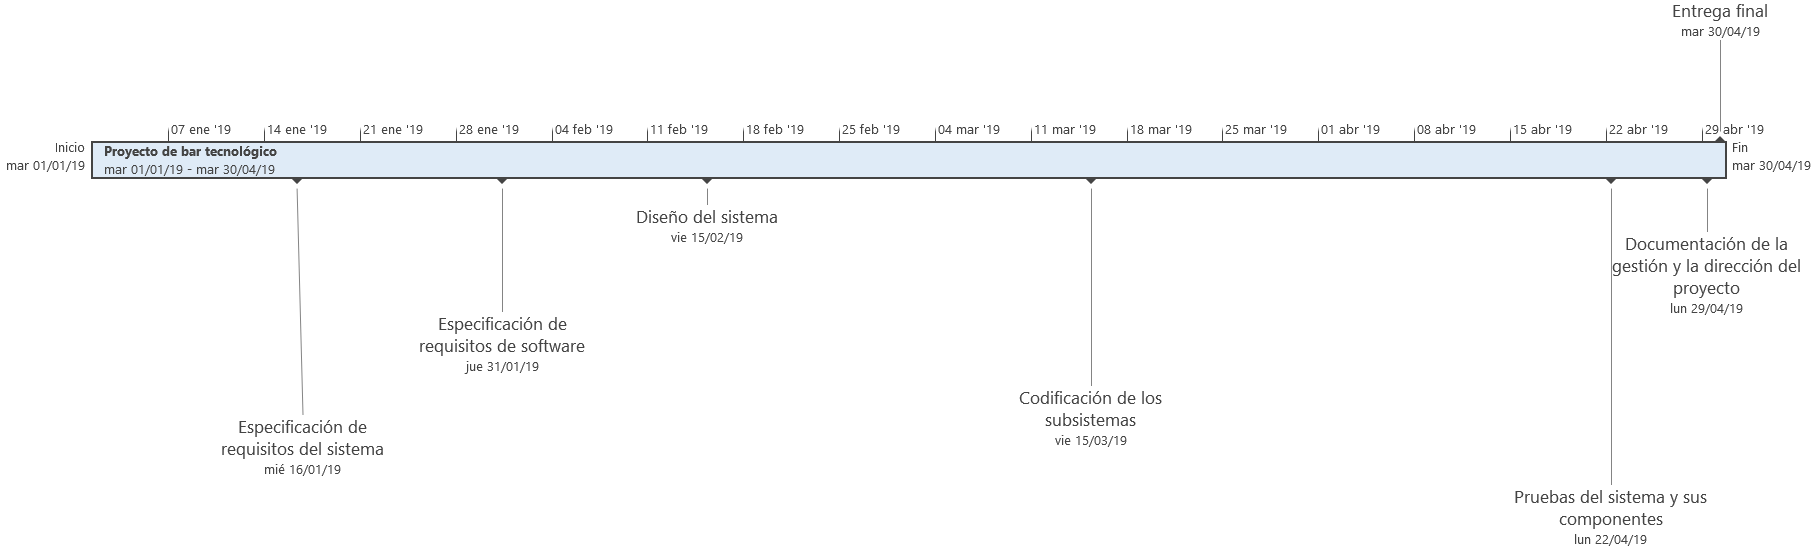 Entrega final
mar 30/04/19
07 ene '19
14 ene '19
21 ene '19
28 ene '19
04 feb '19
11 feb '19
18 feb '19
25 feb '19
04 mar '19
11 mar '19
18 mar '19
25 mar '19
01 abr '19
08 abr '19
15 abr '19
22 abr '19
29 abr '19
Inicio
mar 01/01/19
Proyecto de bar tecnológico
mar 01/01/19 - mar 30/04/19
Fin
mar 30/04/19
Diseño del sistema
vie 15/02/19
Documentación de la
gestión y la dirección del
proyecto
lun 29/04/19
Especificación de
requisitos de software
jue 31/01/19
Codificación de los
subsistemas
vie 15/03/19
Especificación de
requisitos del sistema
mié 16/01/19
Pruebas del sistema y sus
componentes
lun 22/04/19